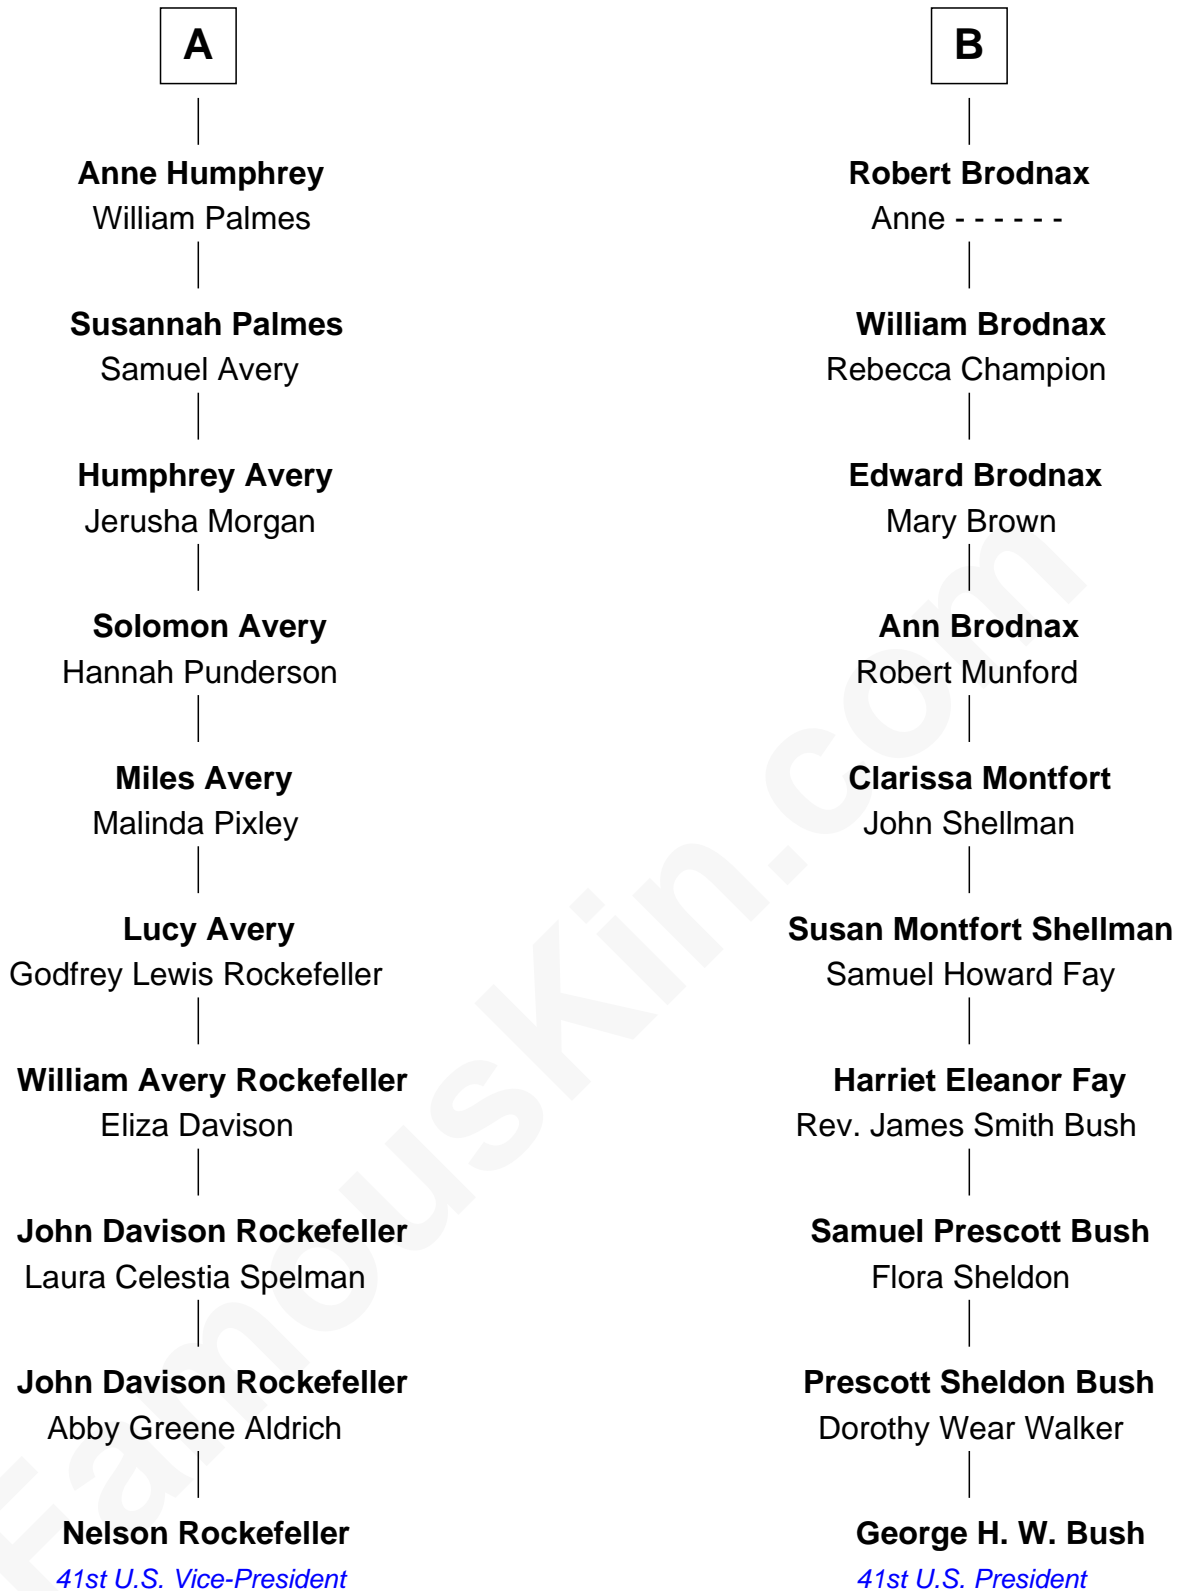 A
Anne Humphrey
William Palmes
Susannah Palmes
Samuel Avery
Humphrey Avery
Jerusha Morgan
Solomon Avery
Hannah Punderson
Miles Avery
Malinda Pixley
Lucy Avery
Godfrey Lewis Rockefeller
William Avery Rockefeller
Eliza Davison
John Davison Rockefeller
Laura Celestia Spelman
John Davison Rockefeller
Abby Greene Aldrich
Nelson Rockefeller
41st U.S. Vice-President
B
Robert Brodnax
Anne - - - - - -
William Brodnax
Rebecca Champion
Edward Brodnax
Mary Brown
Ann Brodnax
Robert Munford
Clarissa Montfort
John Shellman
Susan Montfort Shellman
Samuel Howard Fay
Harriet Eleanor Fay
Rev. James Smith Bush
Samuel Prescott Bush
Flora Sheldon
Prescott Sheldon Bush
Dorothy Wear Walker
George H. W. Bush
41st U.S. President
FamousKin.com